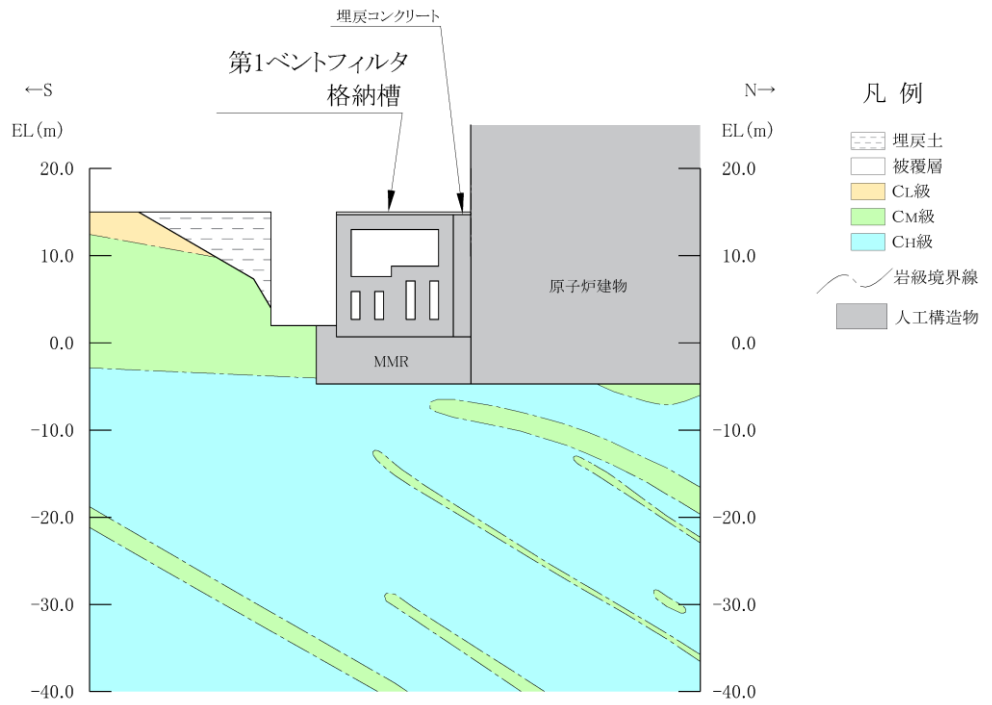 埋戻コンクリート
第1ベントフィルタ
格納槽
←S
N→
凡 例
EL(m)
EL(m)
埋戻土
20.0
20.0
被覆層
CL級
CM級
10.0
10.0
CH級
岩級境界線
原子炉建物
人工構造物
0.0
0.0
MMR
-10.0
-10.0
-20.0
-20.0
-30.0
-30.0
-40.0
-40.0